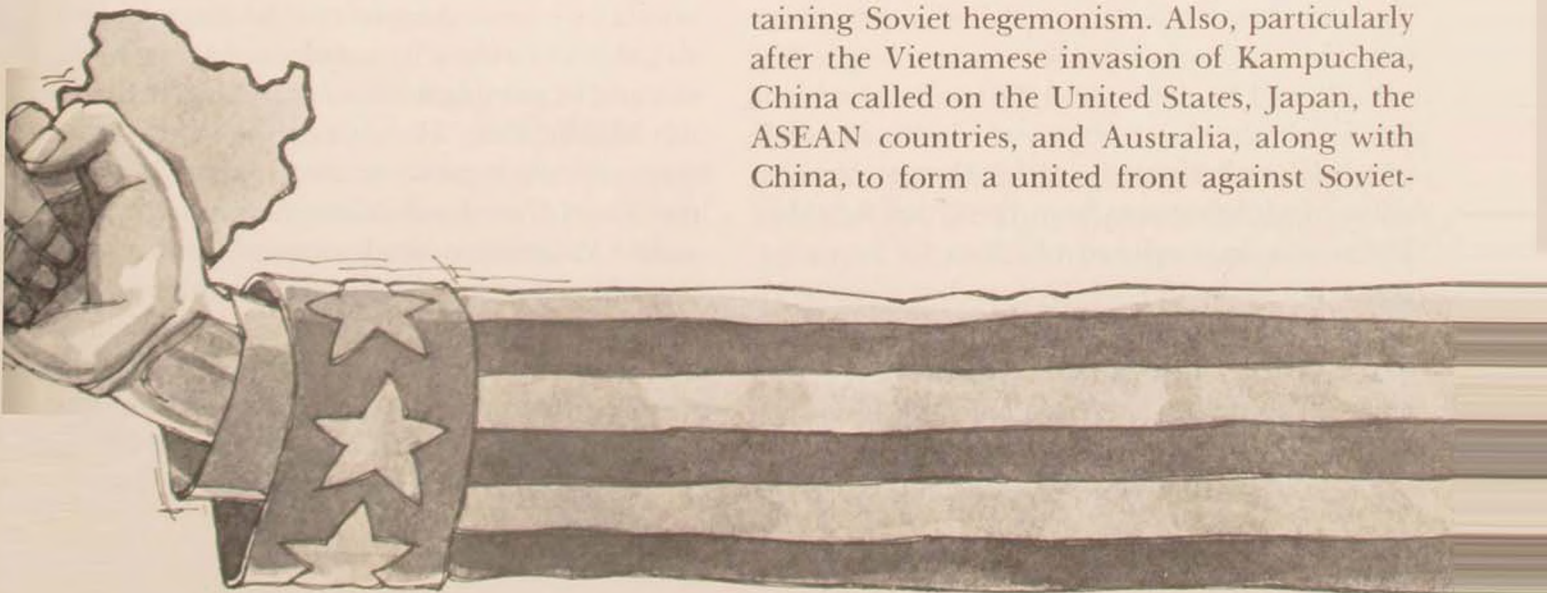 taining Soviet hegemonism. Also, particularly
after the Vietnamese invasion of Kampuchea,
China called on the United States, Japan, the
ASEAN countries, and Australia, along with
China, to form a united front against Soviet-